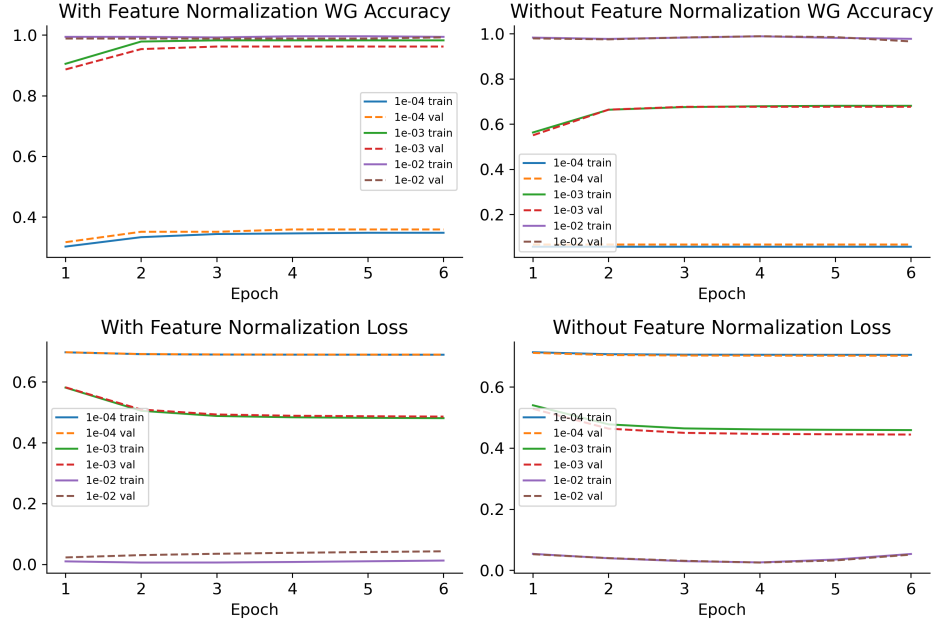 With Feature Normalization WG Accuracy
1.0
0.8
0.6
0.4
1e-04 train
1e-04 val
1e-03 train
1e-03 val
1e-02 train
1e-02 val
1 2 3 4 5 6
Epoch
Without Feature Normalization WG Accuracy
1.0
0.8
0.6
0.4
0.2
1e-04 train
1e-04 val
1e-03 train
1e-03 val
1e-02 train
1e-02 val
1 2 3 4 5 6
Epoch
With Feature Normalization Loss
0.6
0.4
0.2
0.0
1e-04 train
1e-04 val
1e-03 train
1e-03 val
1e-02 train
1e-02 val
1 2 3 4 5 6
Epoch
Without Feature Normalization Loss
0.6
0.4
0.2
0.0
1e-04 train
1e-04 val
1e-03 train
1e-03 val
1e-02 train
1e-02 val
1 2 3 4 5 6
Epoch